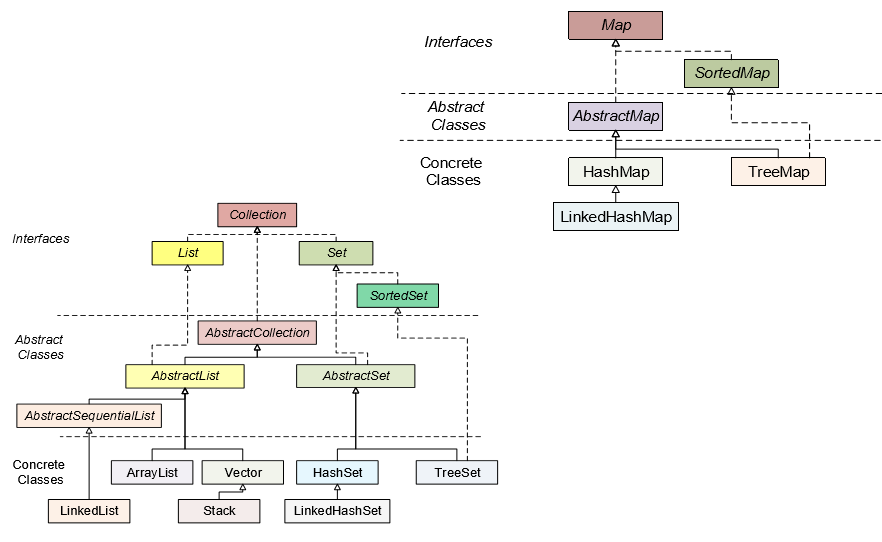 Map
Interfaces
SortedMap
Abstract
Classes
AbstractMap
Concrete
Classes
HashMap
TreeMap
LinkedHashMap
Collection
Interfaces
List
Set
SortedSet
AbstractCollection
Abstract
Classes
AbstractList
AbstractSet
AbstractSequentialList
Concrete
Classes
ArrayList
Vector
HashSet
TreeSet
LinkedList
Stack
LinkedHashSet